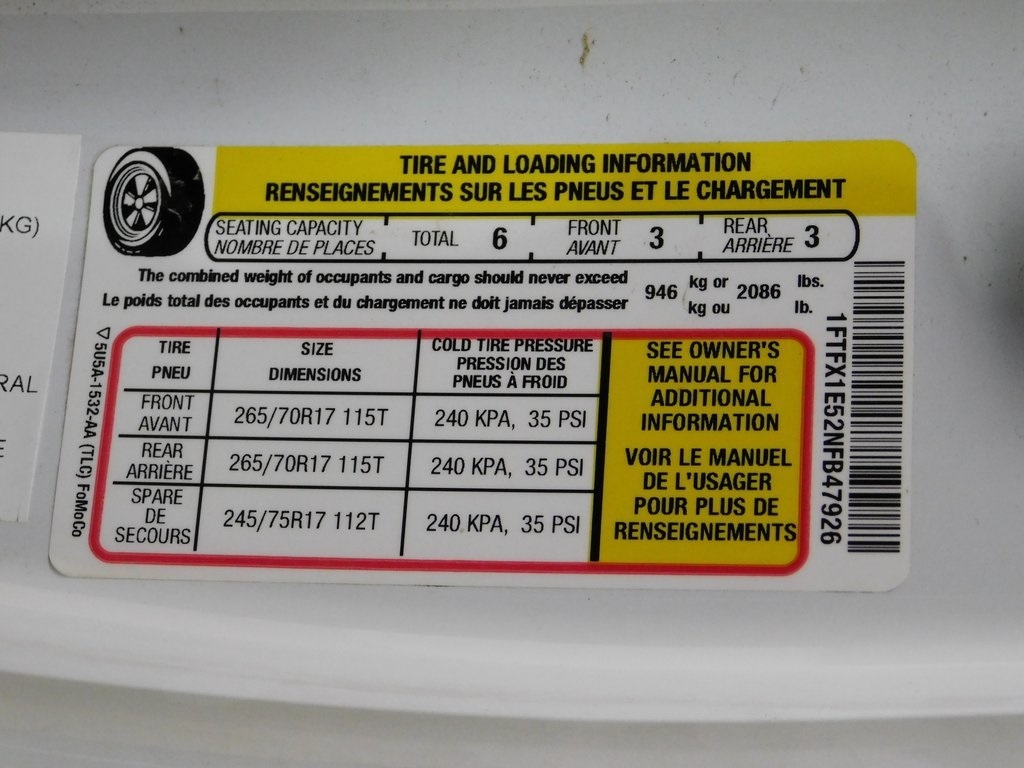 KG)
RAL
E
TIRE AND LOADING INFORMATION
RENSEIGNEMENTS SUR LES PNEUS ET LE CHARGEMENT
SEATING CAPACITY
NOMBRE DE PLACES
TOTAL 6
FRONT
AVANT 3
REAR
ARRIÈRE 3
The combined weight of occupants and cargo should never exceed
Le poids total des occupants et du chargement ne doit jamais dépasser
946 kg or 2086 lbs.
kg ou lb.
TIRE
PNEU
SIZE
DIMENSIONS
COLD TIRE PRESSURE
PRESSION DES
PNEUS À FROID
FRONT
AVANT
265/70R17 115T
240 KPA, 35 PSI
REAR
ARRIÈRE
265/70R17 115T
240 KPA, 35 PSI
SPARE
DE
SECOURS
245/75R17 112T
240 KPA, 35 PSI
SEE OWNER'S
MANUAL FOR
ADDITIONAL
INFORMATION
VOIR LE MANUEL
DE L'USAGER
POUR PLUS DE
RENSEIGNEMENTS
5U5A-1532-AA (TLC) FoMoCo
1FTFX1E52NFB47926